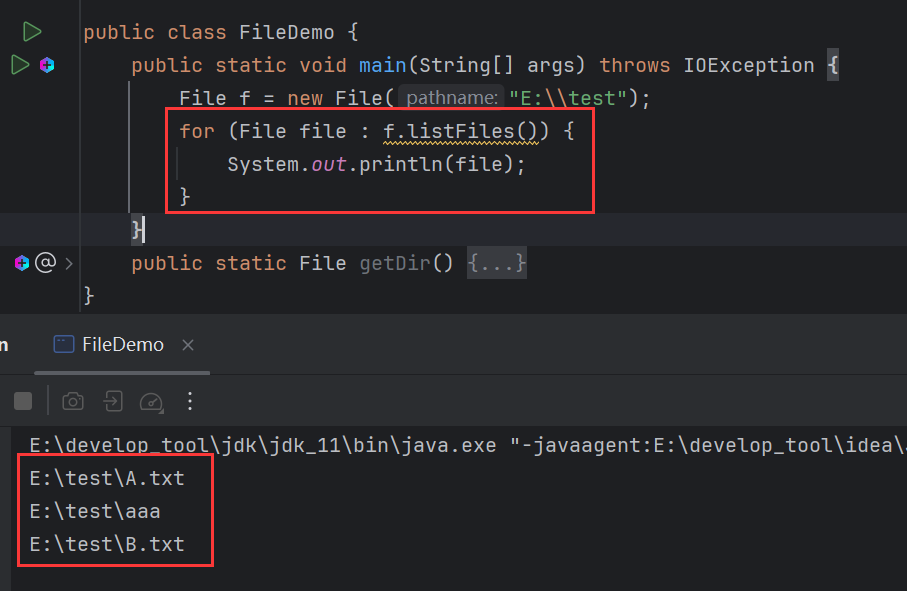 public class FileDemo {
public static void main(String[] args) throws IOException {
File f = new File( pathname: "E:\\test");
for (File file : f.listFiles()) {
System.out.println(file);
}
}
@ public static File getDir() {...}
}
n FileDemo
E:\develop_tool\jdk\jdk_11\bin\java.exe "-javaagent:E:\develop_tool\idea\
E:\test\A.txt
E:\test\aaa
E:\test\B.txt